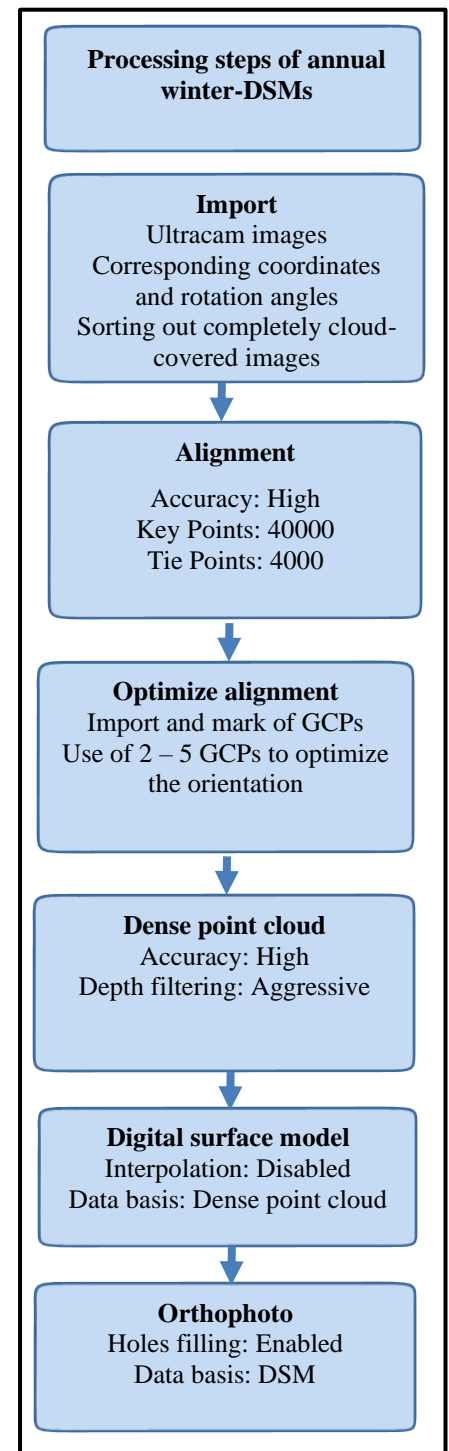 Processing steps of annual
winter-DSMs
Import
Ultracam images
Corresponding coordinates
and rotation angles
Sorting out completely cloud-
covered images
Alignment
Accuracy: High
Key Points: 40000
Tie Points: 4000
Optimize alignment
Import and mark of GCPs
Use of 2 – 5 GCPs to optimize
the orientation
Dense point cloud
Accuracy: High
Depth filtering: Aggressive
Digital surface model
Interpolation: Disabled
Data basis: Dense point cloud
Orthophoto
Holes filling: Enabled
Data basis: DSM